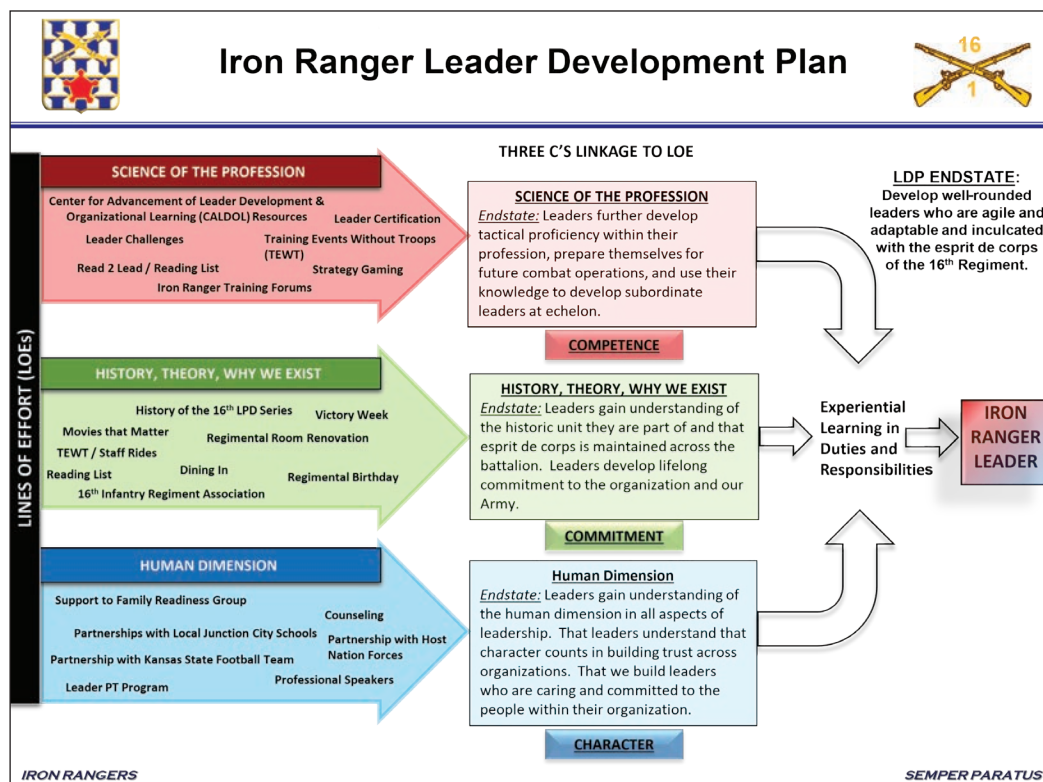 Iron Ranger Leader Development Plan
16
1
LINES OF EFFORT (LOEs)
SCIENCE OF THE PROFESSION
Center for Advancement of Leader Development &
Organizational Learning (CALDOL) Resources
Leader Certification
Leader Challenges
Training Events Without Troops
(TEWT)
Read 2 Lead / Reading List
Strategy Gaming
Iron Ranger Training Forums
HISTORY, THEORY, WHY WE EXIST
History of the 16th LPD Series
Victory Week
Movies that Matter
Regimental Room Renovation
TEWT / Staff Rides
Reading List
Dining In
Regimental Birthday
16th Infantry Regiment Association
HUMAN DIMENSION
Support to Family Readiness Group
Counseling
Partnerships with Local Junction City Schools
Partnership with Host
Nation Forces
Partnership with Kansas State Football Team
Professional Speakers
Leader PT Program
THREE C'S LINKAGE TO LOE
SCIENCE OF THE PROFESSION
Endstate: Leaders further develop
tactical proficiency within their
profession, prepare themselves for
future combat operations, and use their
knowledge to develop subordinate
leaders at echelon.
COMPETENCE
HISTORY, THEORY, WHY WE EXIST
Endstate: Leaders gain understanding of
the historic unit they are part of and that
esprit de corps is maintained across the
battalion. Leaders develop lifelong
commitment to the organization and our
Army.
COMMITMENT
Human Dimension
Endstate: Leaders gain understanding of
the human dimension in all aspects of
leadership. That leaders understand that
character counts in building trust across
organizations. That we build leaders
who are caring and committed to the
people within their organization.
CHARACTER
LDP ENDSTATE:
Develop well-rounded
leaders who are agile and
adaptable and inculcated
with the esprit de corps
of the 16th Regiment.
Experiential
Learning in
Duties and
Responsibilities
IRON
RANGER
LEADER
IRON RANGERS
SEMPER PARATUS